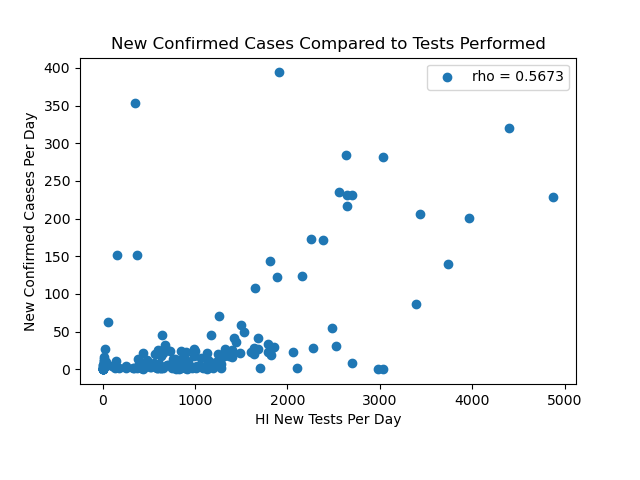 New Confirmed Cases Compared to Tests Performed
rho = 0.5673
New Confirmed Caeses Per Day
400
350
300
250
200
150
100
50
0
0 1000 2000 3000 4000 5000
HI New Tests Per Day